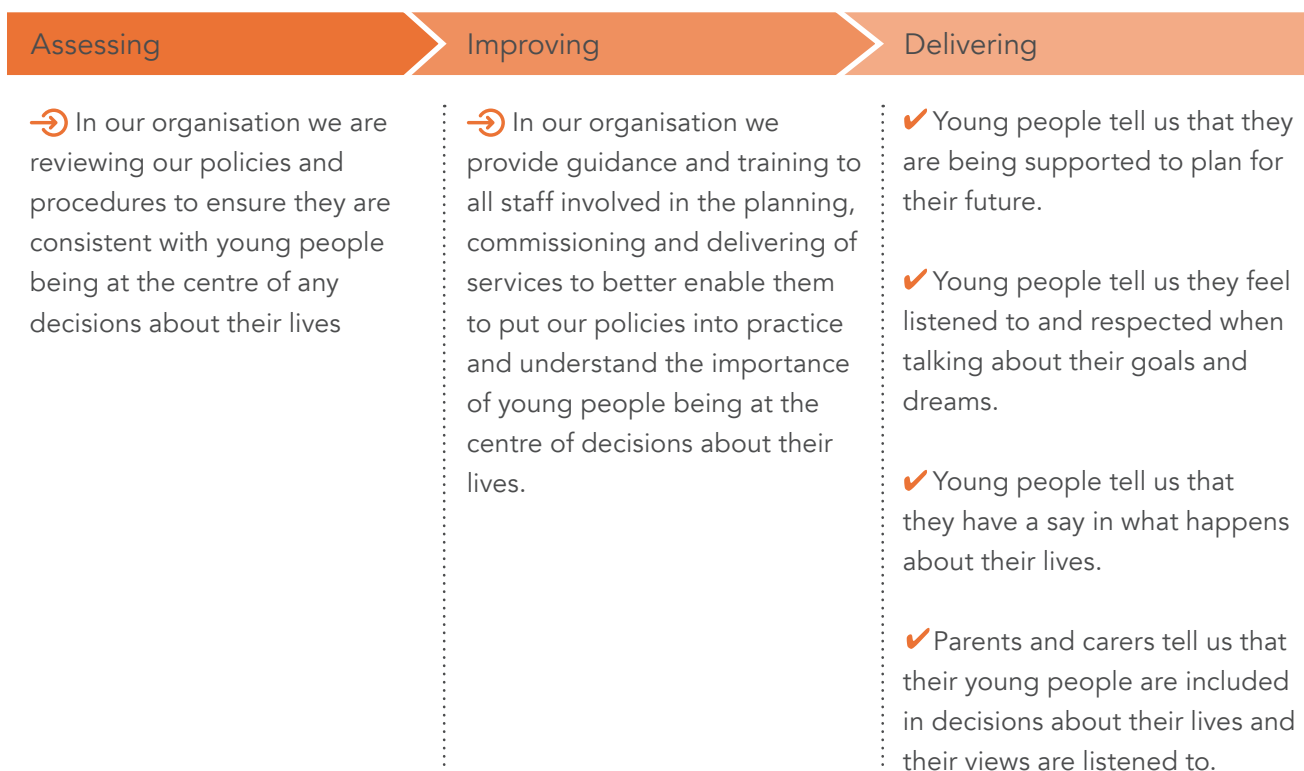 Assessing
Improving
Delivering
In our organisation we are
reviewing our policies and
procedures to ensure they are
consistent with young people
being at the centre of any
decisions about their lives
In our organisation we
provide guidance and training to
all staff involved in the planning,
commissioning and delivering of
services to better enable them
to put our policies into practice
and understand the importance
of young people being at the
centre of decisions about their
lives.
✔ Young people tell us that they
are being supported to plan for
their future.
✔ Young people tell us they feel
listened to and respected when
talking about their goals and
dreams.
✔ Young people tell us that
they have a say in what happens
about their lives.
✔ Parents and carers tell us that
their young people are included
in decisions about their lives and
their views are listened to.